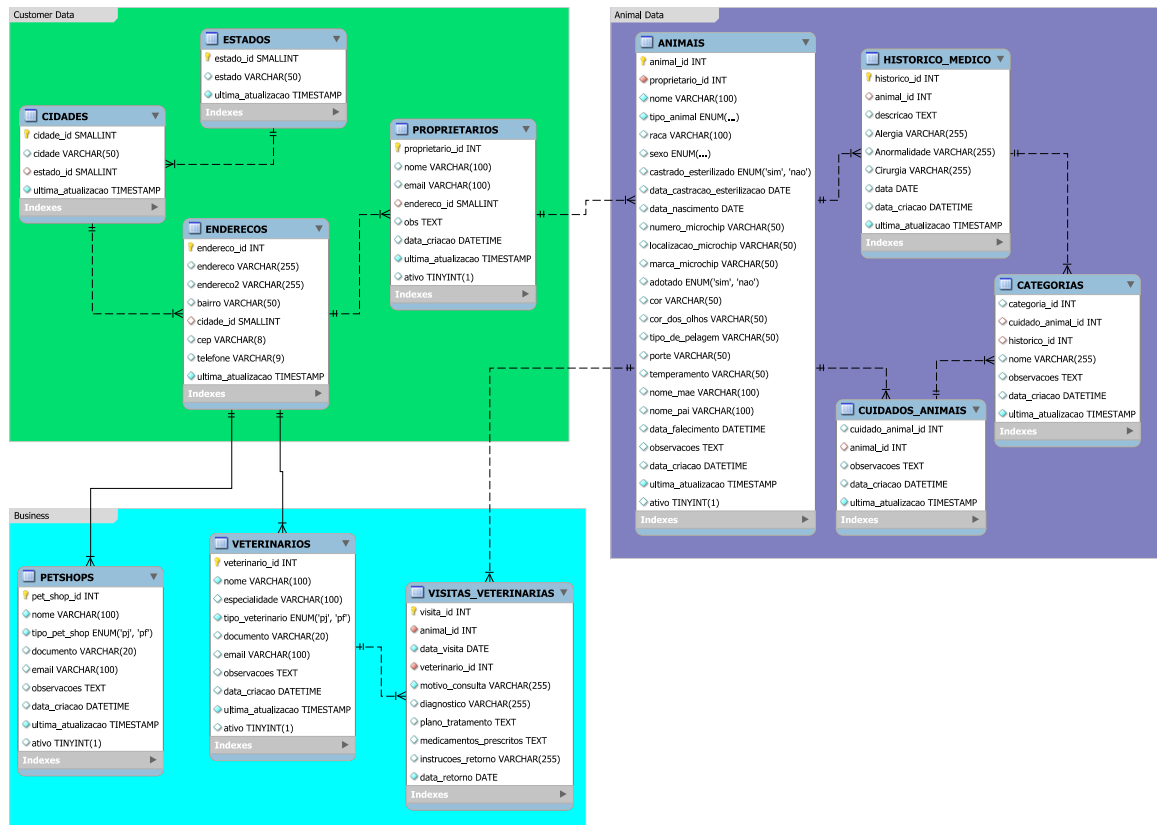 Customer Data
ESTADOS
estado_id SMALLINT
estado VARCHAR(50)
ultima_atualizacao TIMESTAMP
Indexes
CIDADES
cidade_id SMALLINT
cidade VARCHAR(50)
estado_id SMALLINT
ultima_atualizacao TIMESTAMP
Indexes
PROPRIETARIOS
proprietario_id INT
nome VARCHAR(100)
email VARCHAR(100)
endereco_id SMALLINT
obs TEXT
data_criacao DATETIME
ultima_atualizacao TIMESTAMP
ativo TINYINT(1)
Indexes
ENDERECOS
endereco_id INT
endereco VARCHAR(255)
endereco2 VARCHAR(255)
bairro VARCHAR(50)
cidade_id SMALLINT
cep VARCHAR(8)
telefone VARCHAR(9)
ultima_atualizacao TIMESTAMP
Indexes
Animal Data
ANIMAIS
animal_id INT
proprietario_id INT
nome VARCHAR(100)
tipo_animal ENUM(...)
raca VARCHAR(100)
sexo ENUM(...)
castrado_esterilizado ENUM('sim', 'nao')
data_castracao_esterilizacao DATE
data_nascimento DATE
numero_microchip VARCHAR(50)
localizacao_microchip VARCHAR(50)
marca_microchip VARCHAR(50)
adotado ENUM('sim', 'nao')
cor VARCHAR(50)
cor_dos_olhos VARCHAR(50)
tipo_de_pelagem VARCHAR(50)
porte VARCHAR(50)
temperamento VARCHAR(50)
nome_mae VARCHAR(100)
nome_pai VARCHAR(100)
data_falecimento DATETIME
observacoes TEXT
data_criacao DATETIME
ultima_atualizacao TIMESTAMP
ativo TINYINT(1)
Indexes
HISTORICO_MEDICO
historico_id INT
animal_id INT
descricao TEXT
Alergia VARCHAR(255)
Anormalidade VARCHAR(255)
Cirurgia VARCHAR(255)
data DATE
data_criacao DATETIME
ultima_atualizacao TIMESTAMP
Indexes
CATEGORIAS
categoria_id INT
cuidado_animal_id INT
historico_id INT
nome VARCHAR(255)
observacoes TEXT
data_criacao DATETIME
ultima_atualizacao TIMESTAMP
Indexes
CUIDADOS_ANIMAIS
cuidado_animal_id INT
animal_id INT
observacoes TEXT
data_criacao DATETIME
ultima_atualizacao TIMESTAMP
Indexes
Business
PETSHOPS
pet_shop_id INT
nome VARCHAR(100)
tipo_pet_shop ENUM('pj', 'pf')
documento VARCHAR(20)
email VARCHAR(100)
observacoes TEXT
data_criacao DATETIME
ultima_atualizacao TIMESTAMP
ativo TINYINT(1)
Indexes
VETERINARIOS
veterinario_id INT
nome VARCHAR(100)
especialidade VARCHAR(100)
tipo_veterinario ENUM('pj', 'pf')
documento VARCHAR(20)
email VARCHAR(100)
observacoes TEXT
data_criacao DATETIME
ultima_atualizacao TIMESTAMP
ativo TINYINT(1)
Indexes
VISITAS_VETERINARIAS
visita_id INT
animal_id INT
data_visita DATE
veterinario_id INT
motivo_consulta VARCHAR(255)
diagnostico VARCHAR(255)
plano_tratamento TEXT
medicamentos_prescritos TEXT
instrucoes_retorno VARCHAR(255)
data_retorno DATE
Indexes